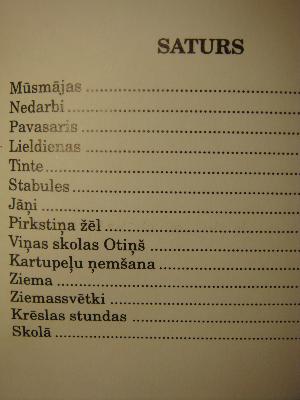 SATURS
Mūsmājas
Nedarbi
Pavasaris
Lieldienas
Tinte
Stabules
Jāņi
Pirkstiņa žēl
Viņas skolas Otiņš
Kartupeļu ņemšana
Ziema
Ziemassvētki
Krēslas stundas
Skolā